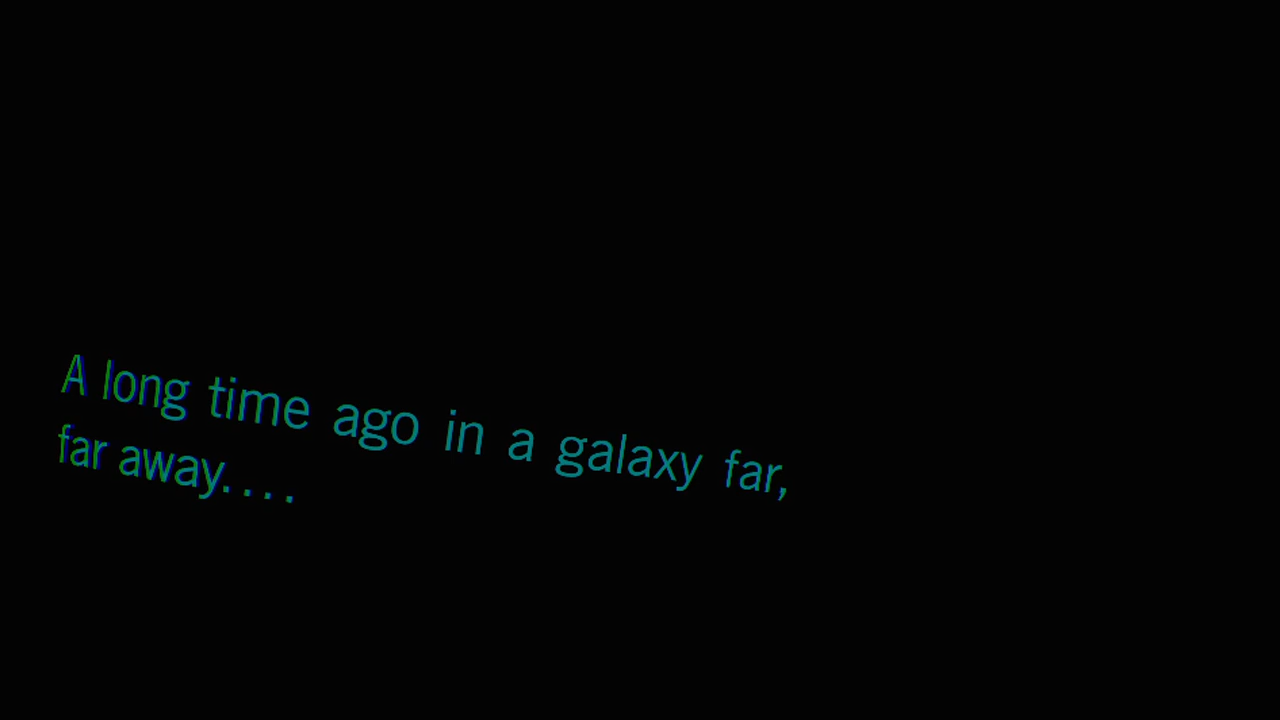 A long time ago in a galaxy far,
far away. . . .